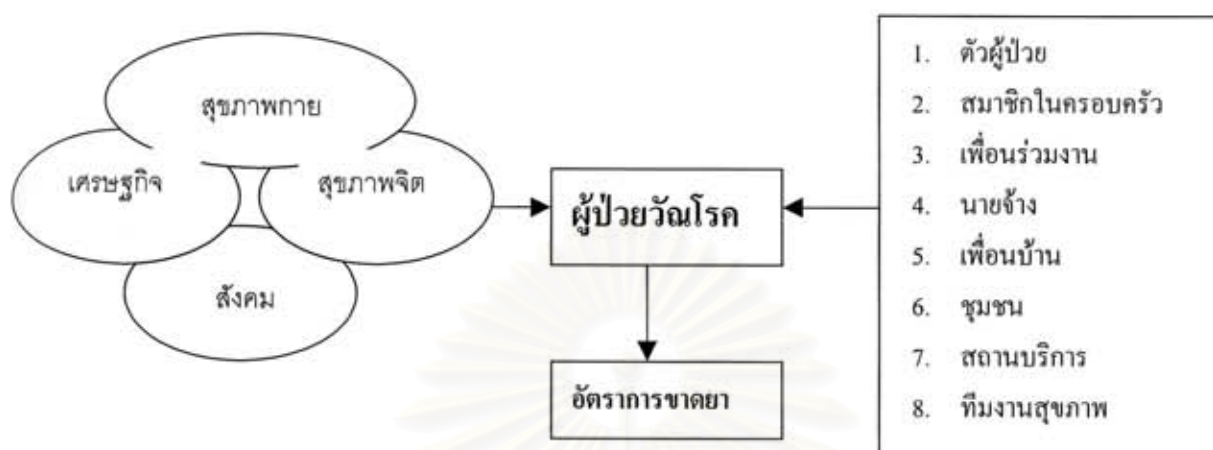 สุขภาพกาย
เศรษฐกิจ
สุขภาพจิต
สังคม
ผู้ป่วยวัณโรค
อัตราการขาดยา
1. ตัวผู้ป่วย
2. สมาชิกในครอบครัว
3. เพื่อนร่วมงาน
4. นายจ้าง
5. เพื่อนบ้าน
6. ชุมชน
7. สถานบริการ
8. ทีมงานสุขภาพ